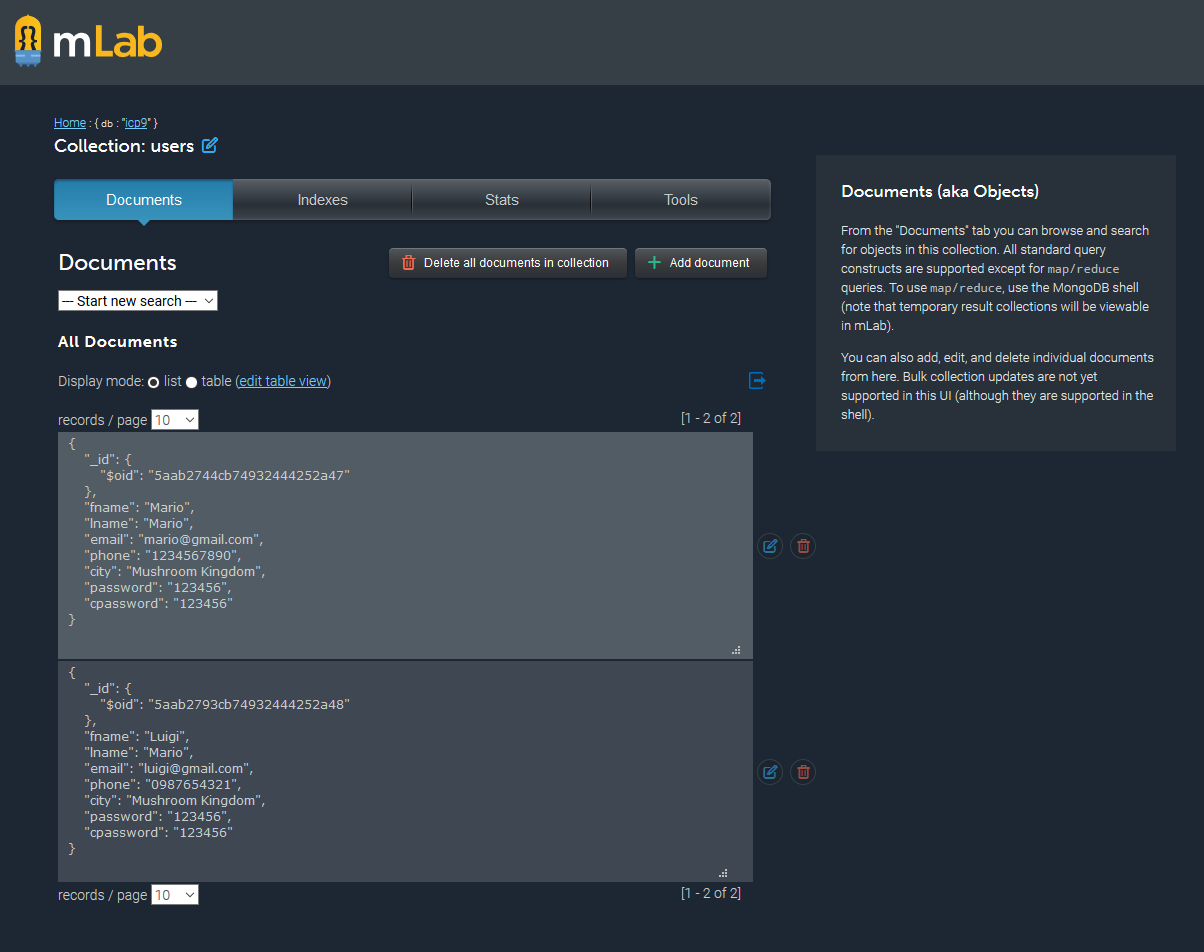 mLab
Home : { db : "icp9" }
Collection: users
Documents
Indexes
Stats
Tools
Documents
Delete all documents in collection
Add document
-- Start new search --
All Documents
Display mode: list table (edit table view)
records / page 10
[1 - 2 of 2]
{
"_id": {
"$oid": "5aab2744cb74932444252a47"
},
"fname": "Mario",
"lname": "Mario",
"email": "mario@gmail.com",
"phone": "1234567890",
"city": "Mushroom Kingdom",
"password": "123456",
"cpassword": "123456"
}
{
"_id": {
"$oid": "5aab2793cb74932444252a48"
},
"fname": "Luigi",
"lname": "Mario",
"email": "luigi@gmail.com",
"phone": "0987654321",
"city": "Mushroom Kingdom",
"password": "123456",
"cpassword": "123456"
}
records / page 10
[1 - 2 of 2]
Documents (aka Objects)
From the "Documents" tab you can browse and search
for objects in this collection. All standard query
constructs are supported except for map/reduce
queries. To use map/reduce, use the MongoDB shell
(note that temporary result collections will be viewable
in mLab).
You can also add, edit, and delete individual documents
from here. Bulk collection updates are not yet
supported in this UI (although they are supported in the
shell).